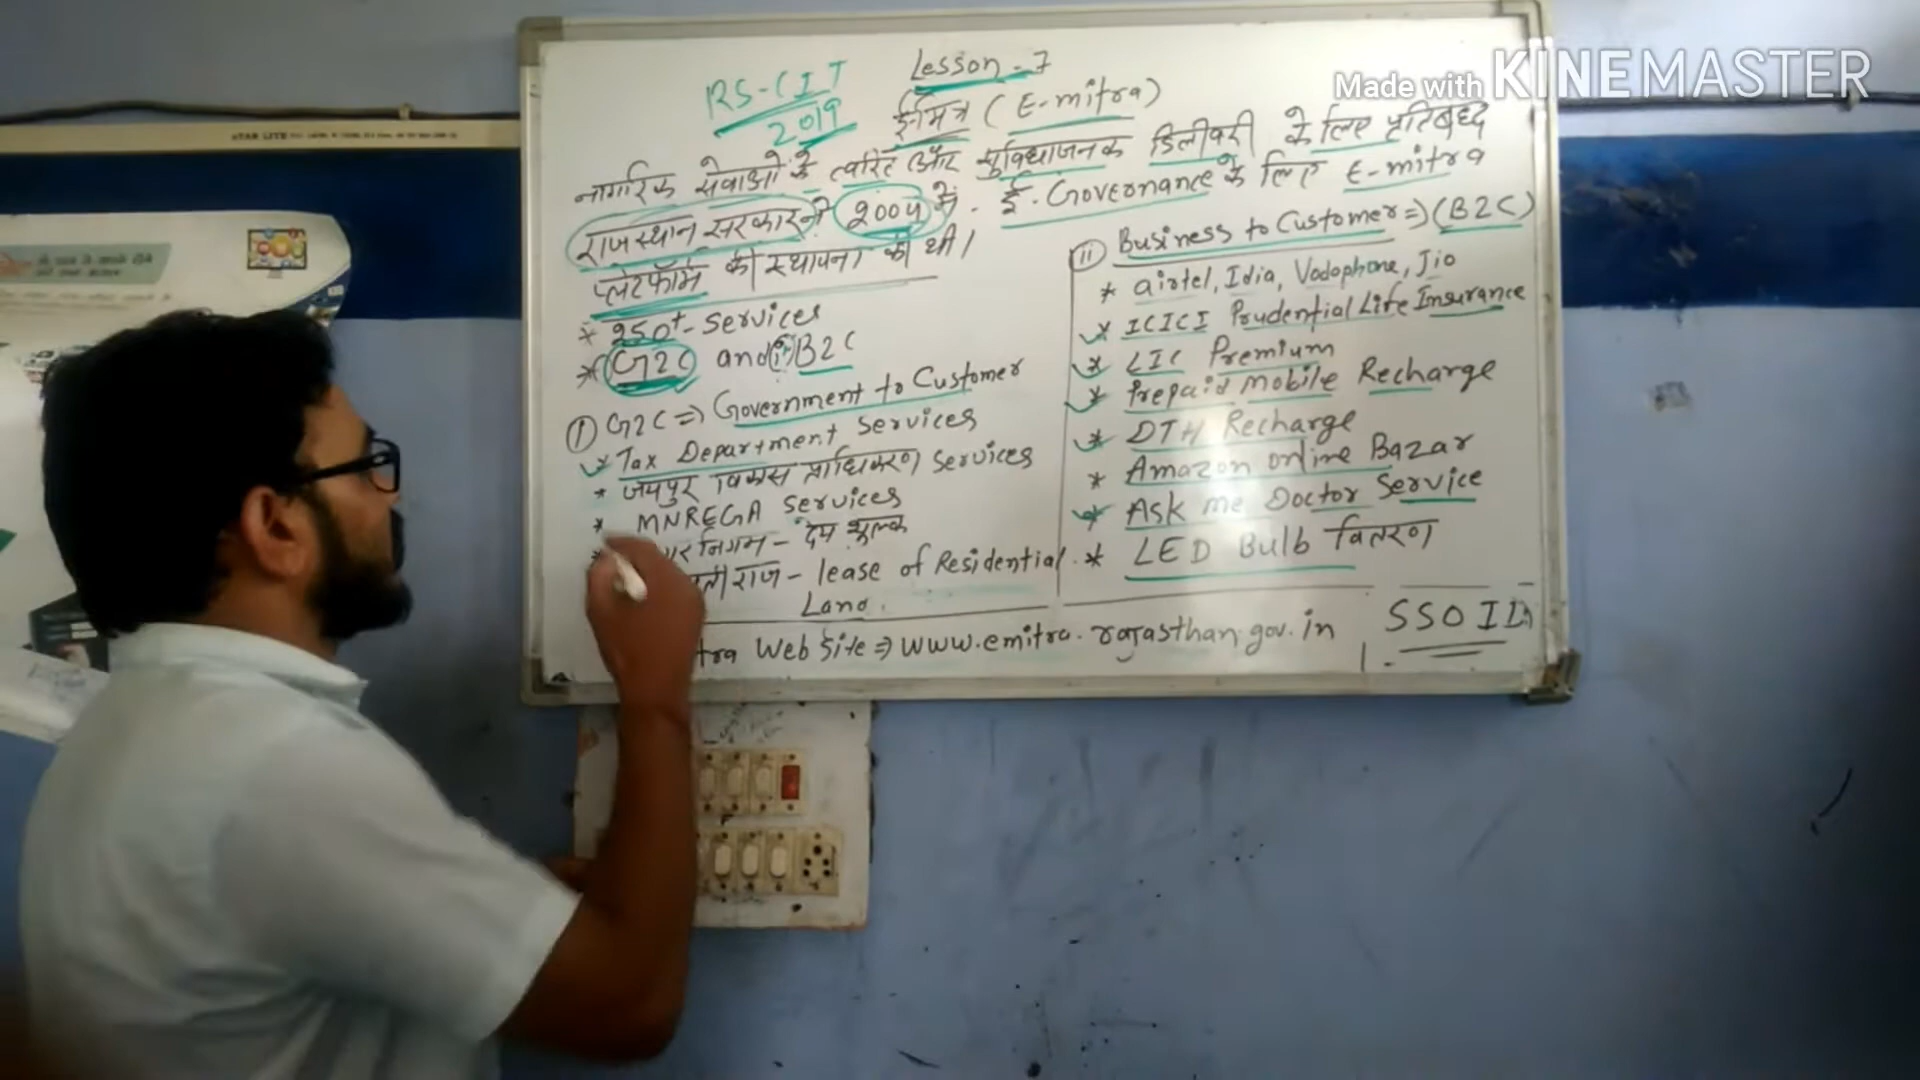 Made with KINEMASTER
RS-CIT
2019
Lesson-7
ई-मित्र (E-mitra)
नागरिक सेवाओ के त्वरित और सुविधाजनक डिलीवरी के लिए प्रतिबध्द
राजस्थान सरकार ने 2004 में. ई-Governance के लिए E-mitra
प्लेटफॉर्म की स्थापना की थी।
* 250+ Services
* G2C and B2C
① G2C => Government to Customer
* Tax Department Services
* जयपुर विकास प्राधिकरण Services
* MNREGA Services
* निगम - देय शुल्क
राज - lease of Residential
Land.
tra Web Site => www.emitra.rajasthan.gov.in
ii Business to Customer => (B2C)
* airtel, Idia, Vodaphone, Jio
* ICICI Prudential Life Insurance
* LIC Premium
* Prepaid mobile Recharge
* DTH Recharge
* Amazon online Bazar
* Ask me Doctor Service
* LED Bulb वितरण
SSO ID